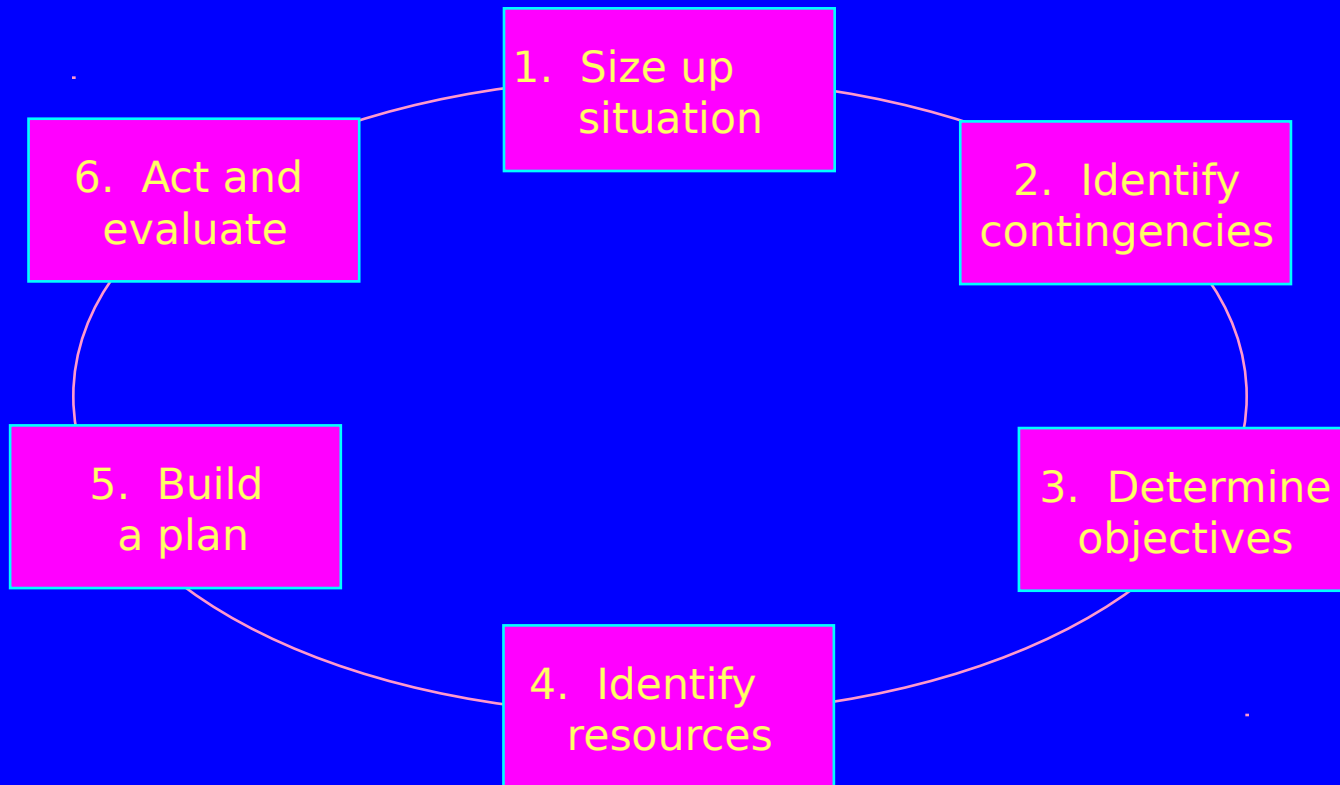 1. Size up
situation
2. Identify
contingencies
3. Determine
objectives
4. Identify
resources
5. Build
a plan
6. Act and
evaluate